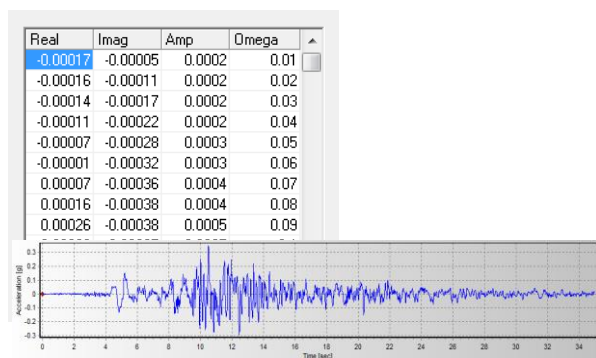 Real Imag Amp Omega
-0.00017 -0.00005 0.0002 0.01
-0.00016 -0.00011 0.0002 0.02
-0.00014 -0.00017 0.0002 0.03
-0.00011 -0.00022 0.0002 0.04
-0.00007 -0.00028 0.0003 0.05
-0.00001 -0.00032 0.0003 0.06
0.00007 -0.00036 0.0004 0.07
0.00016 -0.00038 0.0004 0.08
0.00026 -0.00038 0.0005 0.09
Acceleration [g]
0.3
0.2
0.1
0
-0.1
-0.2
-0.3
0 2 4 6 8 10 12 14 16 18 20 22 24 26 28 30 32 34
Time [sec]